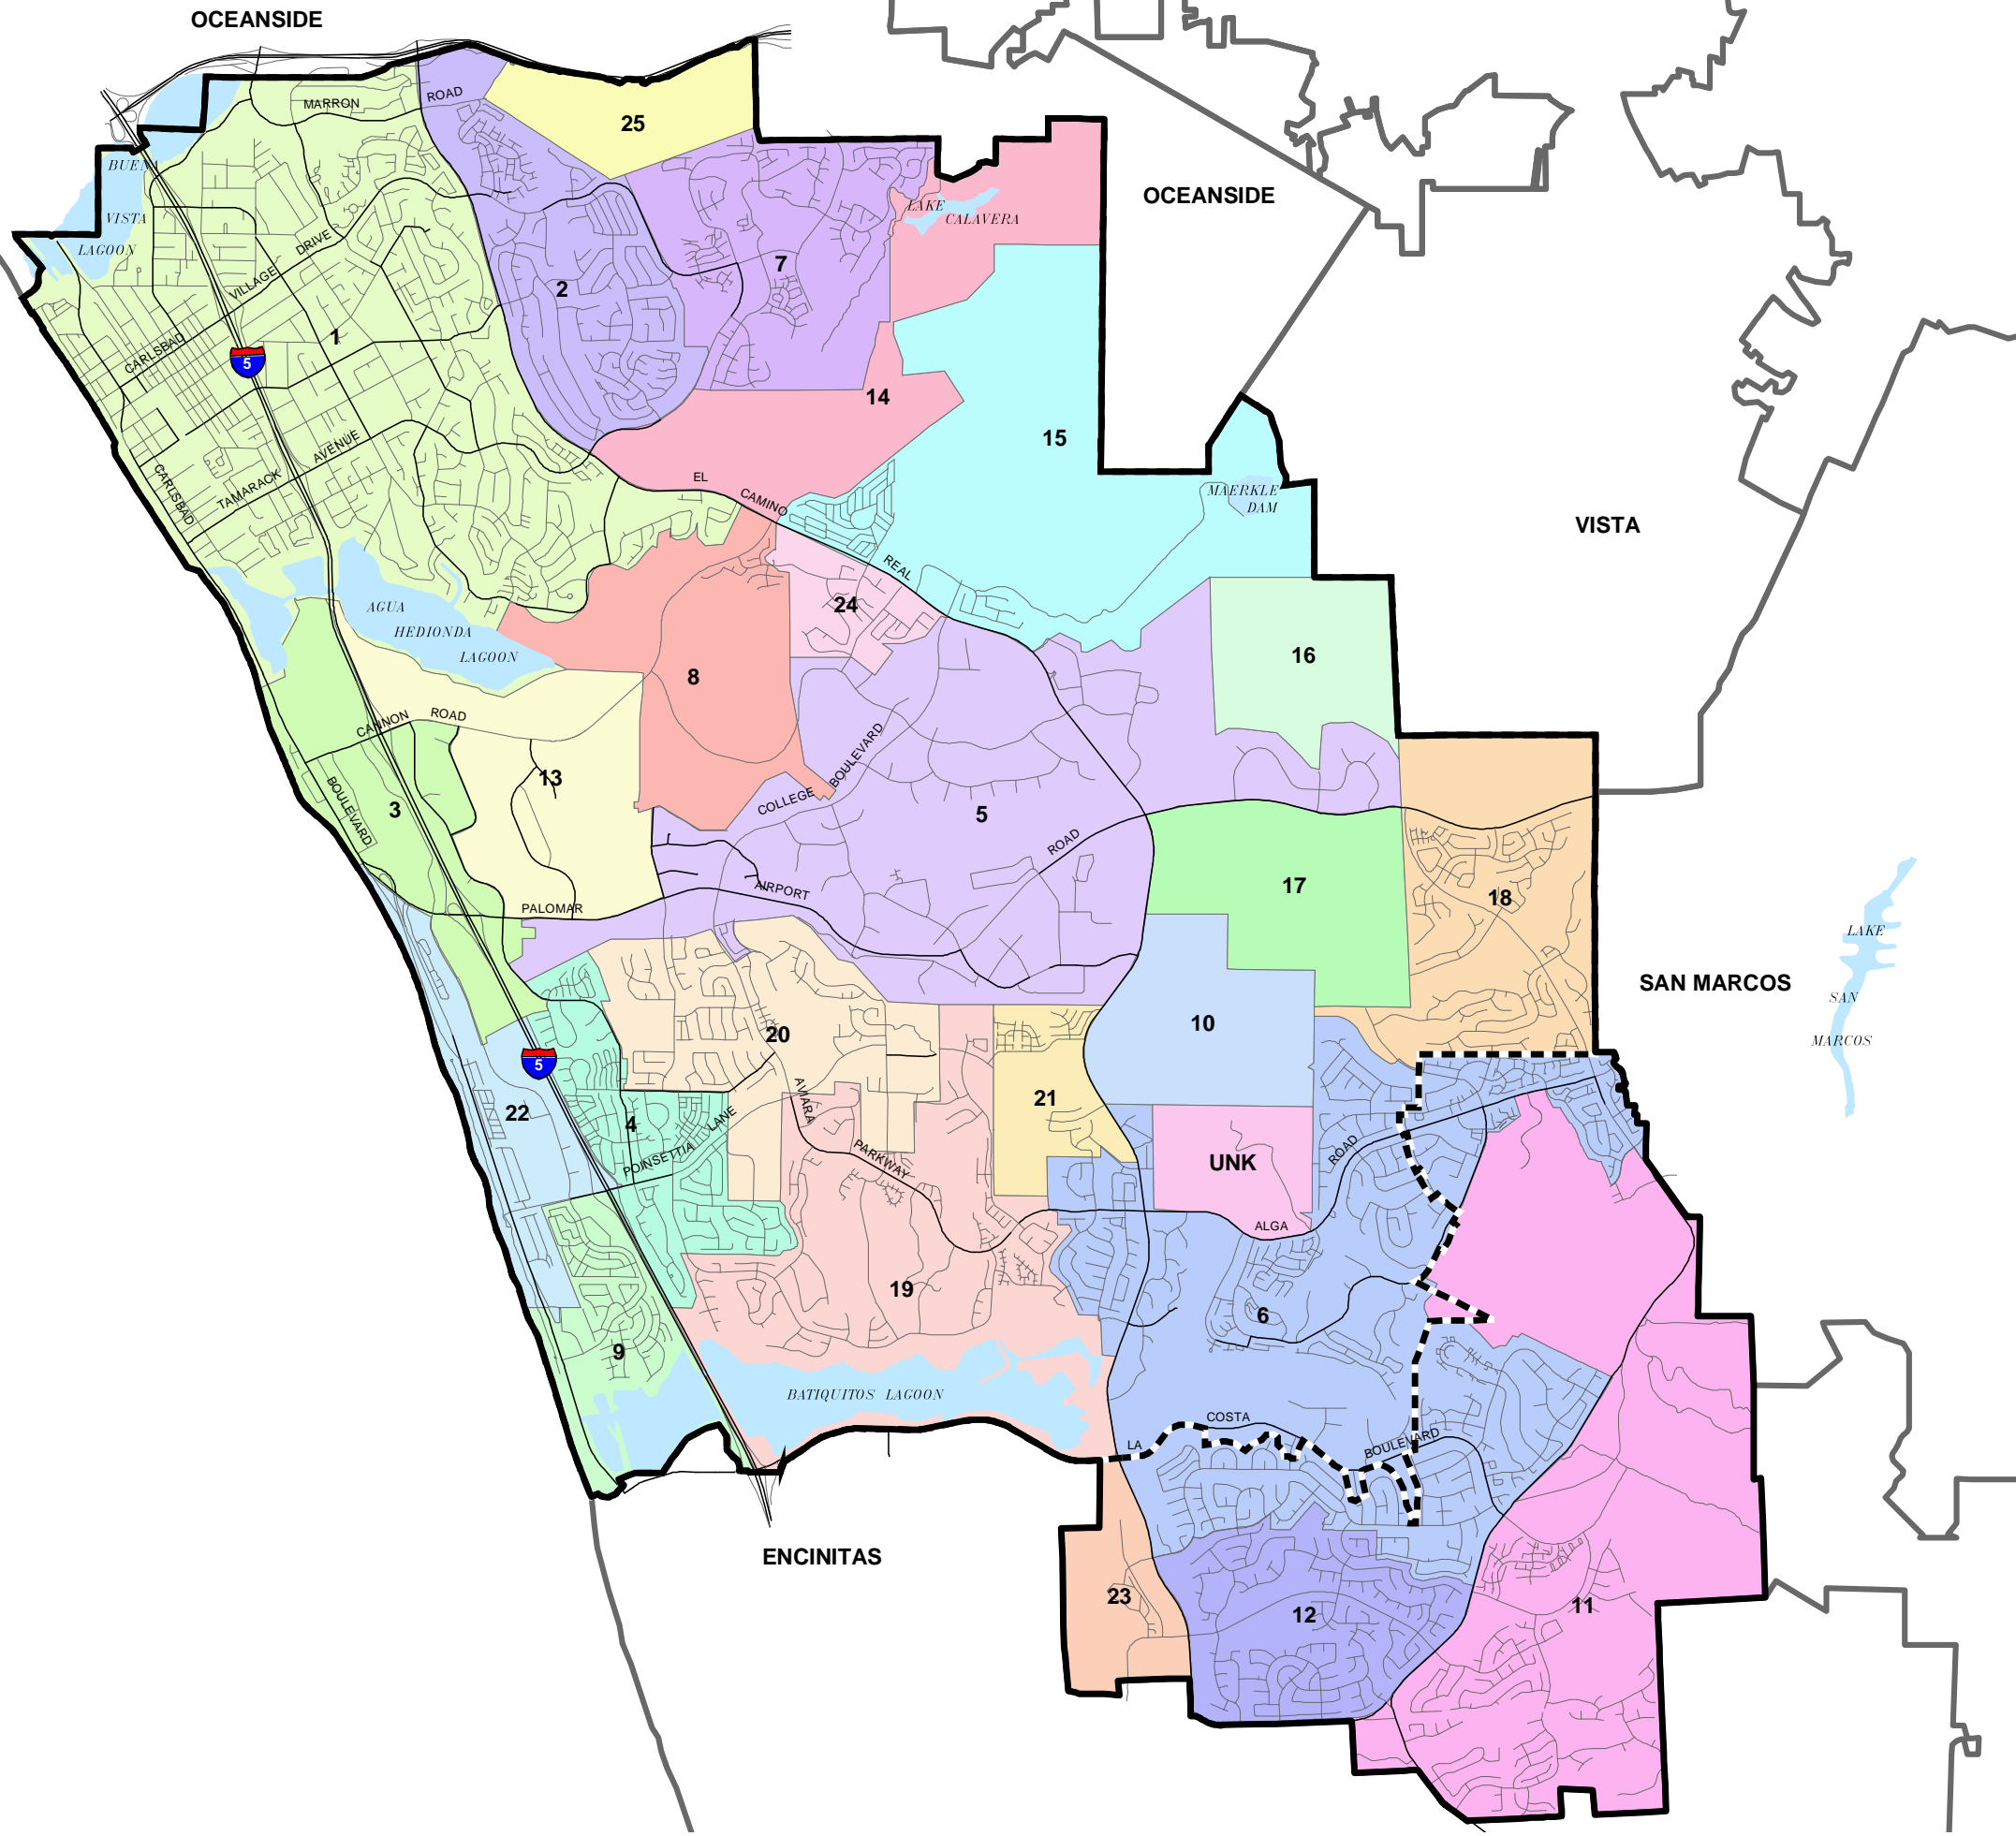 OCEANSIDE
MARRON
ROAD
25
BUENA
VISTA
LAGOON
OCEANSIDE
LAKE
CALAVERA
DRIVE
VILLAGE
7
2
1
CARLSBAD
5
14
15
AVENUE
TAMARACK
CARLSBAD
EL
CAMINO
REAL
MAERKLE
DAM
VISTA
AGUA
HEDIONDA
LAGOON
24
8
16
CANNON
ROAD
13
3
BOULEVARD
COLLEGE
BOULEVARD
5
ROAD
AIRPORT
PALOMAR
17
18
LAKE
SAN
MARCOS
SAN MARCOS
10
20
5
22
4
POINSETTIA
LANE
AVIARA
PARKWAY
21
UNK
ROAD
ALGA
19
6
9
BATIQUITOS LAGOON
LA
COSTA
BOULEVARD
ENCINITAS
23
12
11